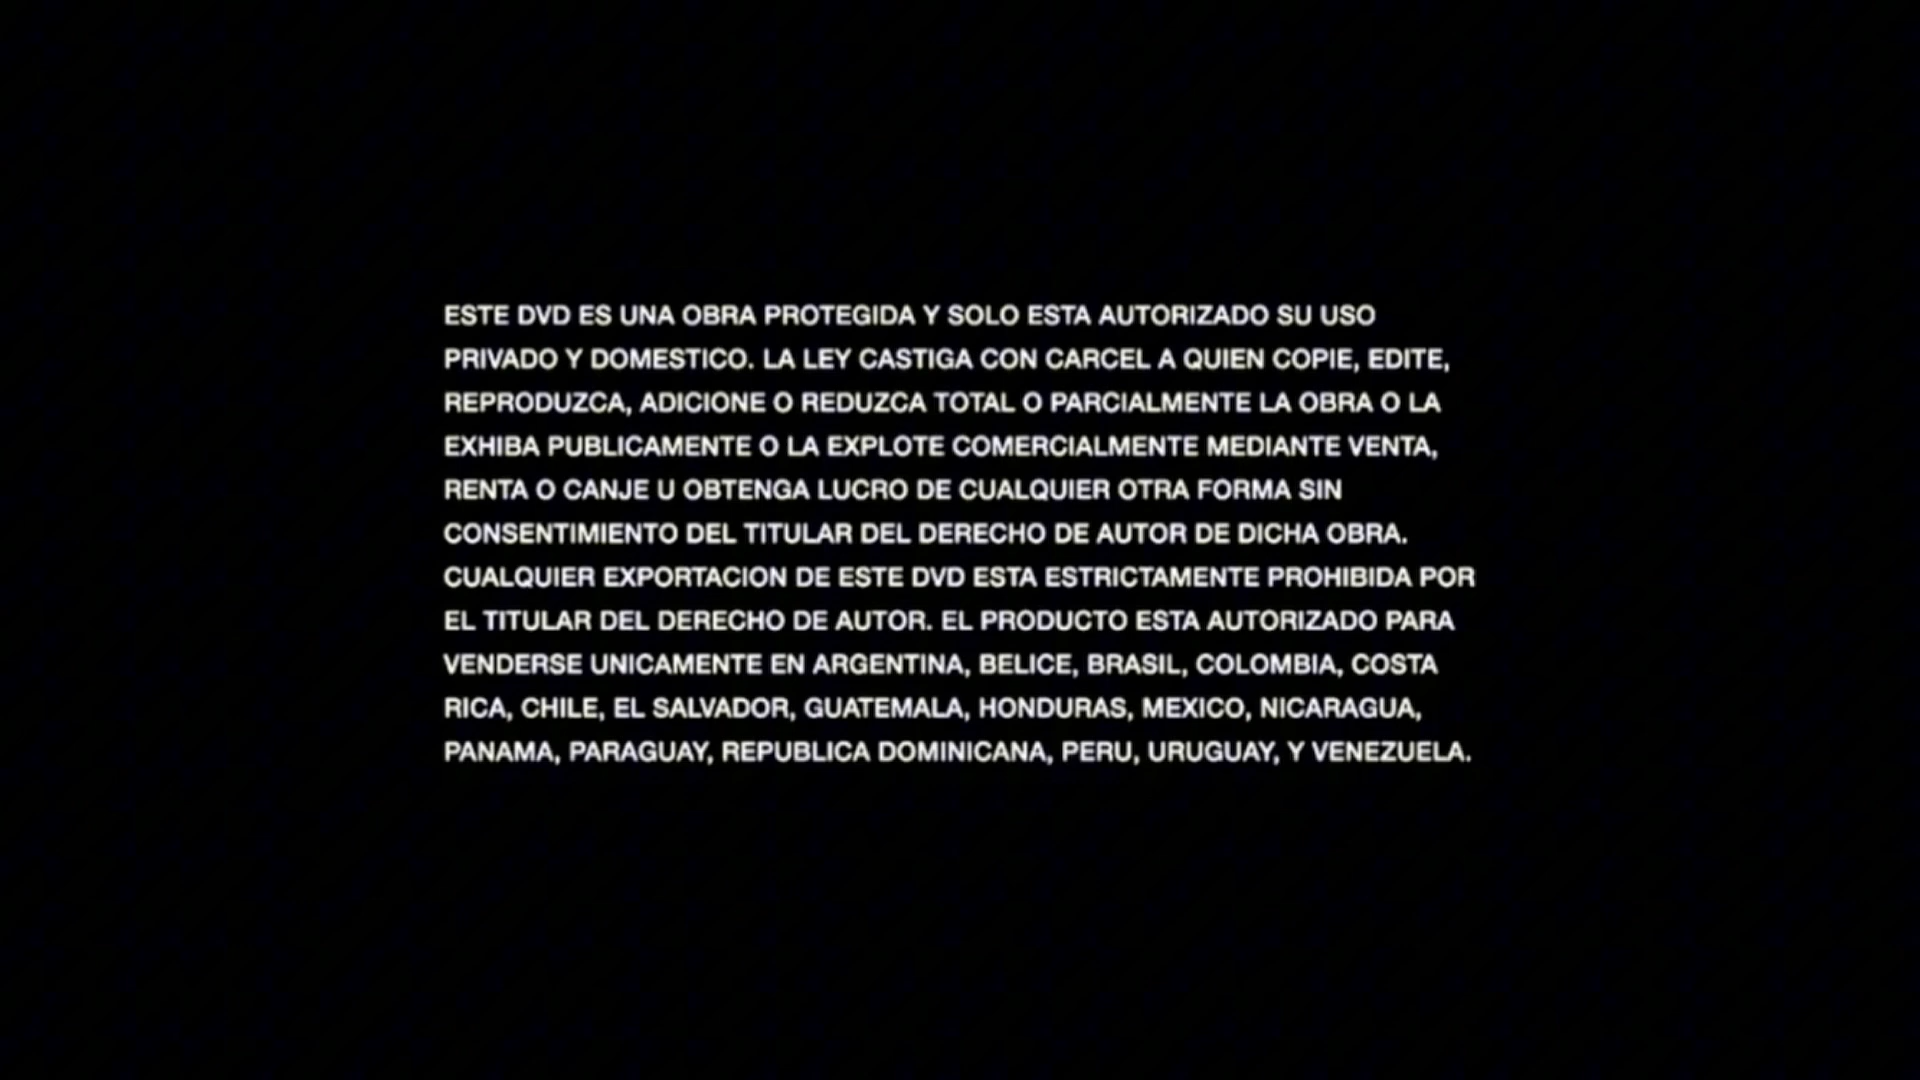 ESTE DVD ES UNA OBRA PROTEGIDA Y SOLO ESTA AUTORIZADO SU USO
PRIVADO Y DOMESTICO. LA LEY CASTIGA CON CARCEL A QUIEN COPIE, EDITE,
REPRODUZCA, ADICIONE O REDUZCA TOTAL O PARCIALMENTE LA OBRA O LA
EXHIBA PUBLICAMENTE O LA EXPLOTE COMERCIALMENTE MEDIANTE VENTA,
RENTA O CANJE U OBTENGA LUCRO DE CUALQUIER OTRA FORMA SIN
CONSENTIMIENTO DEL TITULAR DEL DERECHO DE AUTOR DE DICHA OBRA.
CUALQUIER EXPORTACION DE ESTE DVD ESTA ESTRICTAMENTE PROHIBIDA POR
EL TITULAR DEL DERECHO DE AUTOR. EL PRODUCTO ESTA AUTORIZADO PARA
VENDERSE UNICAMENTE EN ARGENTINA, BELICE, BRASIL, COLOMBIA, COSTA
RICA, CHILE, EL SALVADOR, GUATEMALA, HONDURAS, MEXICO, NICARAGUA,
PANAMA, PARAGUAY, REPUBLICA DOMINICANA, PERU, URUGUAY, Y VENEZUELA.